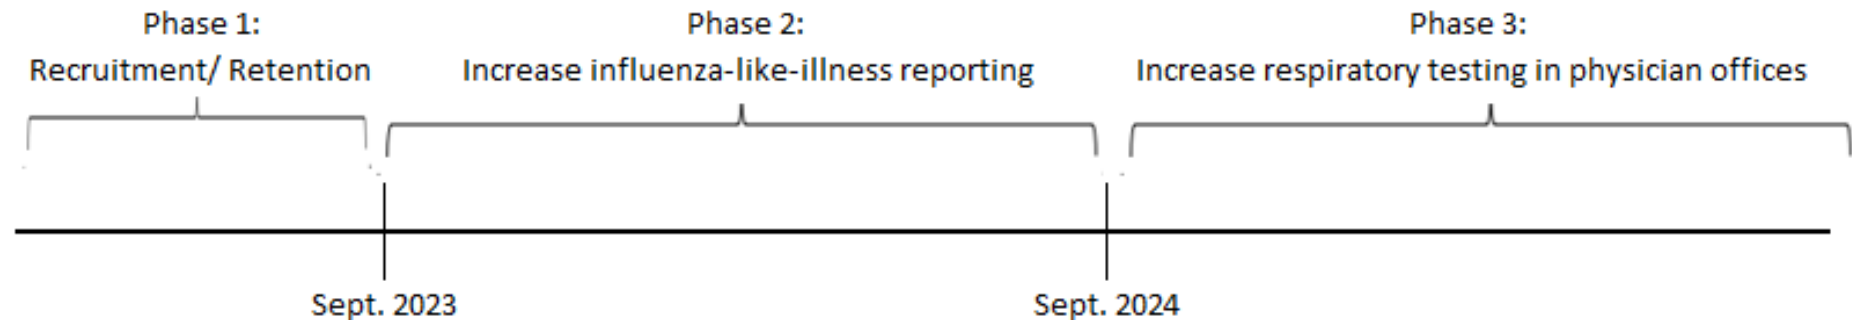 Phase 1:
Recruitment/ Retention
Phase 2:
Increase influenza-like-illness reporting
Phase 3:
Increase respiratory testing in physician offices
Sept. 2023
Sept. 2024